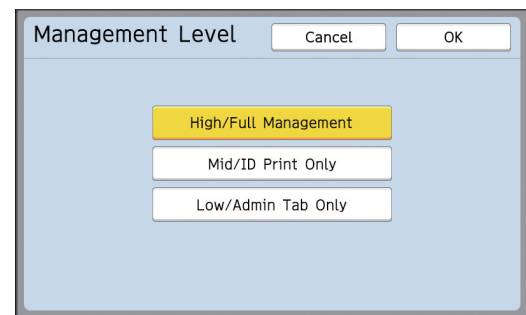 Management Level
Cancel
OK
High/Full Management
Mid/ID Print Only
Low/Admin Tab Only